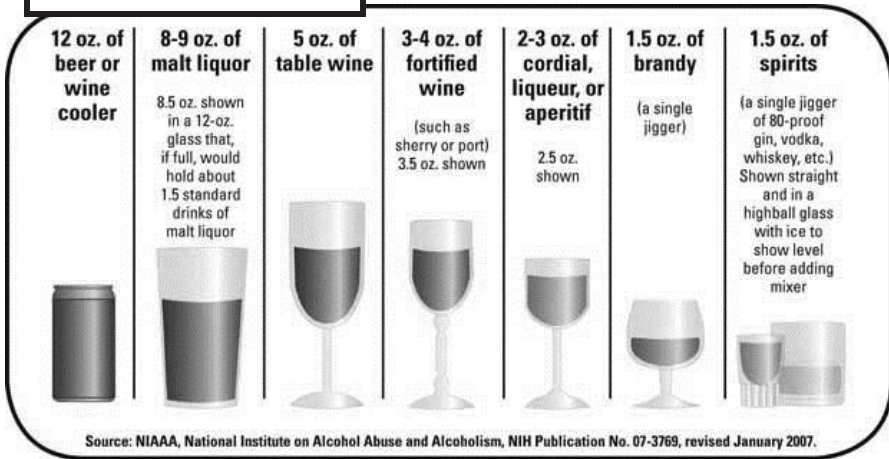 12 oz. of
beer or
wine
cooler
8-9 oz. of
malt liquor
8.5 oz. shown
in a 12-oz.
glass that,
if full, would
hold about
1.5 standard
drinks of
malt liquor
5 oz. of
table wine
3-4 oz. of
fortified
wine
(such as
sherry or port)
3.5 oz. shown
2-3 oz. of
cordial,
liqueur, or
aperitif
2.5 oz.
shown
1.5 oz. of
brandy
(a single
jigger)
1.5 oz. of
spirits
(a single jigger
of 80-proof
gin, vodka,
whiskey, etc.)
Shown straight
and in a
highball glass
with ice to
show level
before adding
mixer
Source: NIAAA, National Institute on Alcohol Abuse and Alcoholism, NIH Publication No. 07-3769, revised January 2007.